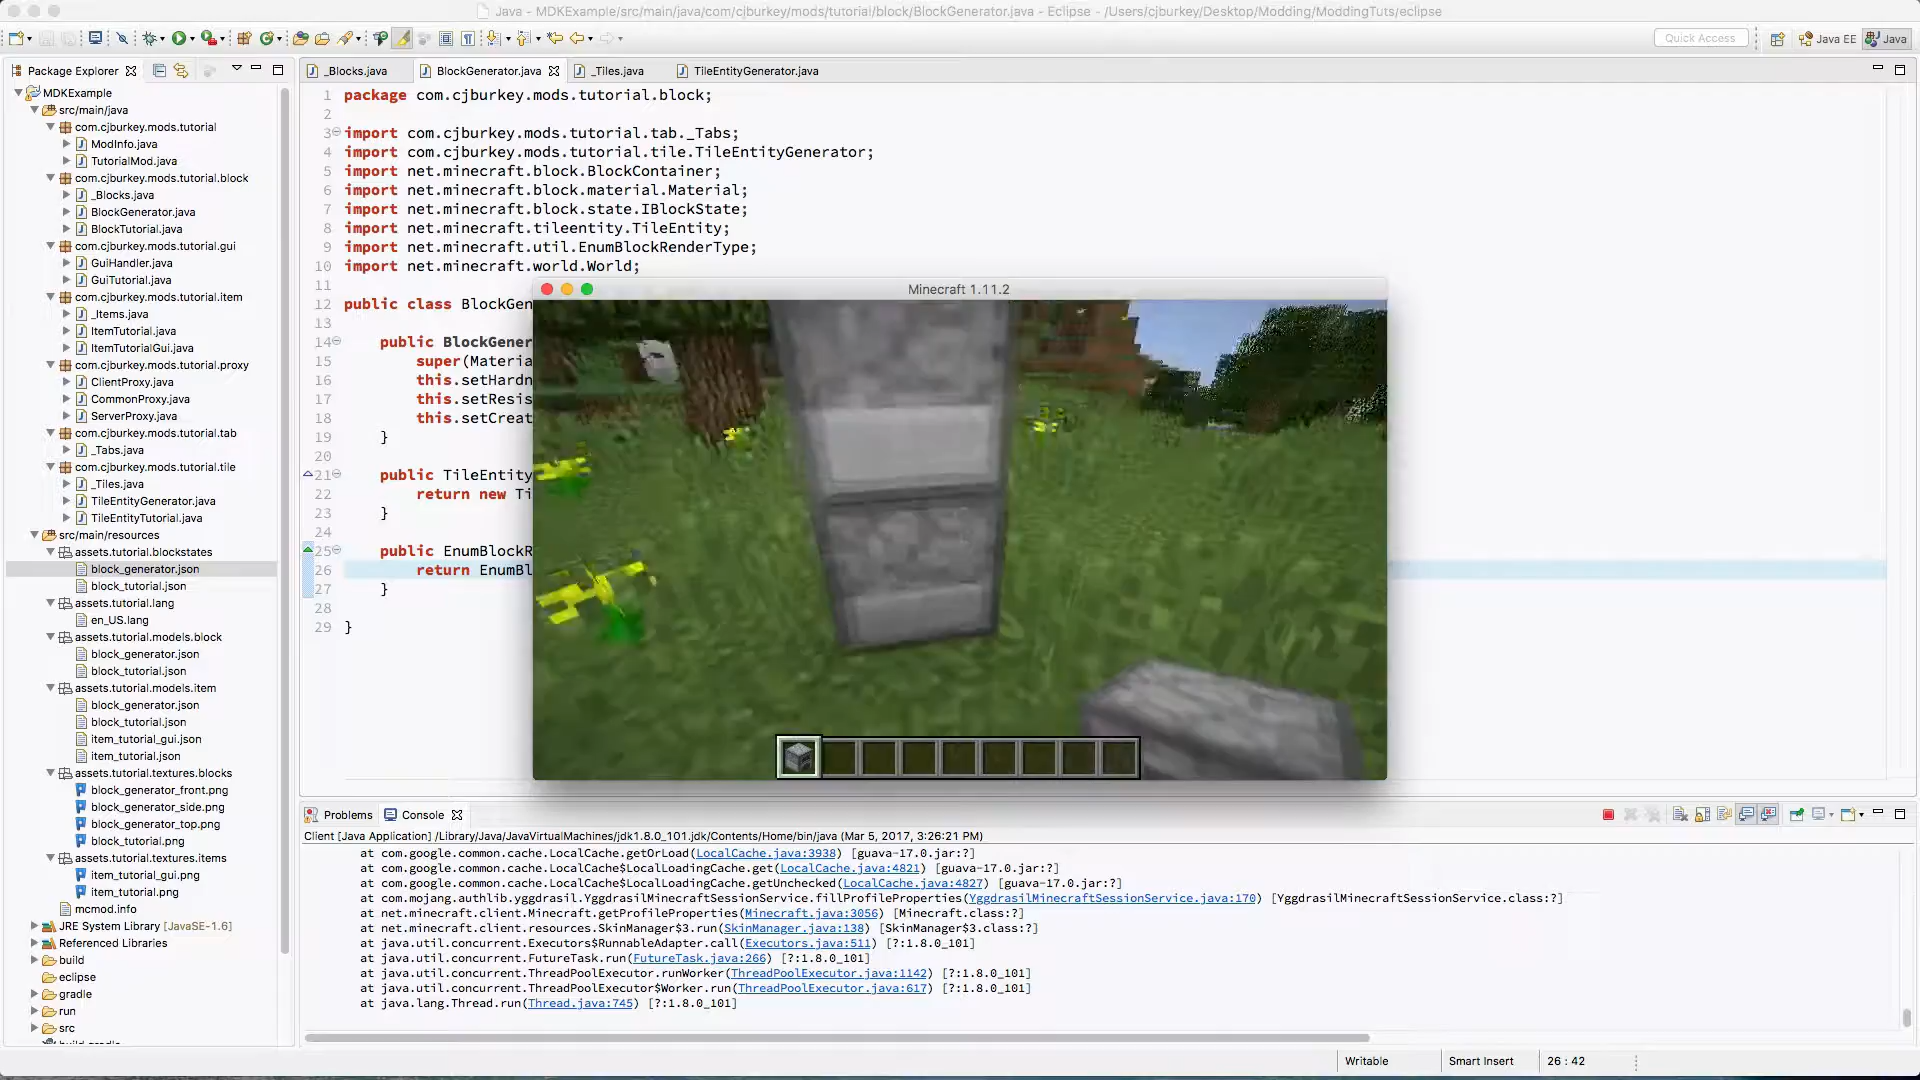 Java - MDKExample/src/main/java/com/cjburkey/mods/tutorial/block/BlockGenerator.java - Eclipse - /Users/cjburkey/Desktop/Modding/ModdingTuts/eclipse
Quick Access
Java EE
Java
Package Explorer
_Blocks.java
BlockGenerator.java
_Tiles.java
TileEntityGenerator.java
MDKExample
src/main/java
com.cjburkey.mods.tutorial
ModInfo.java
TutorialMod.java
com.cjburkey.mods.tutorial.block
_Blocks.java
BlockGenerator.java
BlockTutorial.java
com.cjburkey.mods.tutorial.gui
GuiHandler.java
GuiTutorial.java
com.cjburkey.mods.tutorial.item
_Items.java
ItemTutorial.java
ItemTutorialGui.java
com.cjburkey.mods.tutorial.proxy
ClientProxy.java
CommonProxy.java
ServerProxy.java
com.cjburkey.mods.tutorial.tab
_Tabs.java
com.cjburkey.mods.tutorial.tile
_Tiles.java
TileEntityGenerator.java
TileEntityTutorial.java
src/main/resources
assets.tutorial.blockstates
block_generator.json
block_tutorial.json
assets.tutorial.lang
en_US.lang
assets.tutorial.models.block
block_generator.json
block_tutorial.json
assets.tutorial.models.item
block_generator.json
block_tutorial.json
item_tutorial_gui.json
item_tutorial.json
assets.tutorial.textures.blocks
block_generator_front.png
block_generator_side.png
block_generator_top.png
block_tutorial.png
assets.tutorial.textures.items
item_tutorial_gui.png
item_tutorial.png
mcmod.info
JRE System Library [JavaSE-1.6]
Referenced Libraries
build
eclipse
gradle
run
src
1 package com.cjburkey.mods.tutorial.block;
2
3 import com.cjburkey.mods.tutorial.tab._Tabs;
4 import com.cjburkey.mods.tutorial.tile.TileEntityGenerator;
5 import net.minecraft.block.BlockContainer;
6 import net.minecraft.block.material.Material;
7 import net.minecraft.block.state.IBlockState;
8 import net.minecraft.tileentity.TileEntity;
9 import net.minecraft.util.EnumBlockRenderType;
10 import net.minecraft.world.World;
11
12 public class BlockGen
13
14 public BlockGener
15 super(Materia
16 this.setHardn
17 this.setResis
18 this.setCreat
19 }
20
21 public TileEntity
22 return new Ti
23 }
24
25 public EnumBlockR
26 return EnumBl
27 }
28
29 }
Minecraft 1.11.2
Problems
Console
Client [Java Application] /Library/Java/JavaVirtualMachines/jdk1.8.0_101.jdk/Contents/Home/bin/java (Mar 5, 2017, 3:26:21 PM)
at com.google.common.cache.LocalCache.getOrLoad(LocalCache.java:3938) [guava-17.0.jar:?]
at com.google.common.cache.LocalCache$LocalLoadingCache.get(LocalCache.java:4821) [guava-17.0.jar:?]
at com.google.common.cache.LocalCache$LocalLoadingCache.getUnchecked(LocalCache.java:4827) [guava-17.0.jar:?]
at com.mojang.authlib.yggdrasil.YggdrasilMinecraftSessionService.fillProfileProperties(YggdrasilMinecraftSessionService.java:170) [YggdrasilMinecraftSessionService.class:?]
at net.minecraft.client.Minecraft.getProfileProperties(Minecraft.java:3056) [Minecraft.class:?]
at net.minecraft.client.resources.SkinManager$3.run(SkinManager.java:138) [SkinManager$3.class:?]
at java.util.concurrent.Executors$RunnableAdapter.call(Executors.java:511) [?:1.8.0_101]
at java.util.concurrent.FutureTask.run(FutureTask.java:266) [?:1.8.0_101]
at java.util.concurrent.ThreadPoolExecutor.runWorker(ThreadPoolExecutor.java:1142) [?:1.8.0_101]
at java.util.concurrent.ThreadPoolExecutor$Worker.run(ThreadPoolExecutor.java:617) [?:1.8.0_101]
at java.lang.Thread.run(Thread.java:745) [?:1.8.0_101]
Writable
Smart Insert
26 : 42